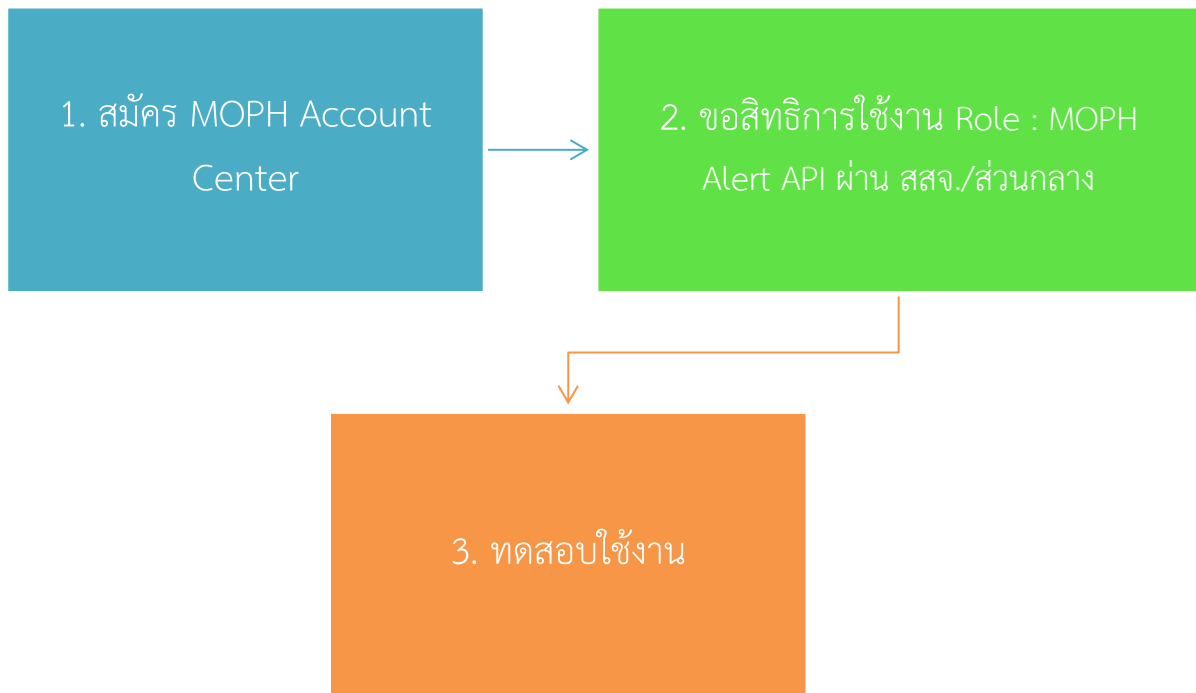 1. สมัคร MOPH Account
Center
2. ขอสิทธิการใช้งาน Role : MOPH
Alert API ผ่าน สสจ./ส่วนกลาง
3. ทดสอบใช้งาน